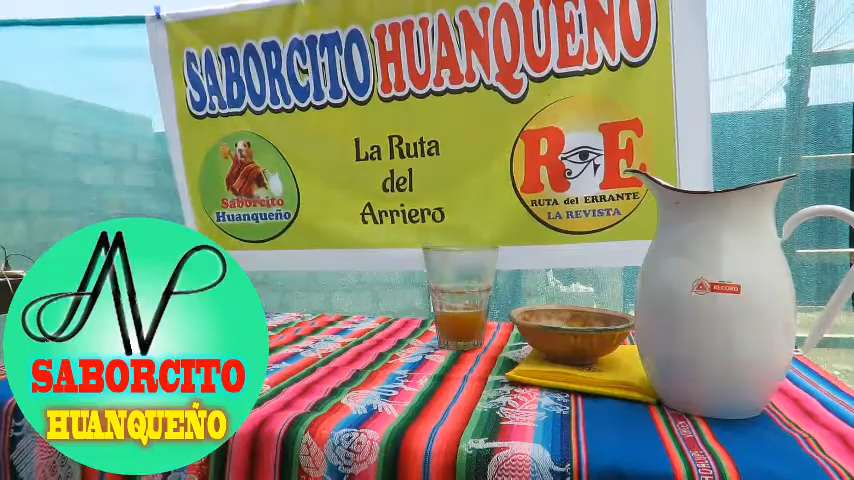 SABORCITO HUANQUEÑO
La Ruta
del
Arriero
Saborcito
Huanqueño
RE
RUTA del ERRANTE
LA REVISTA
RECORD
SABORCITO
HUANQUEÑO